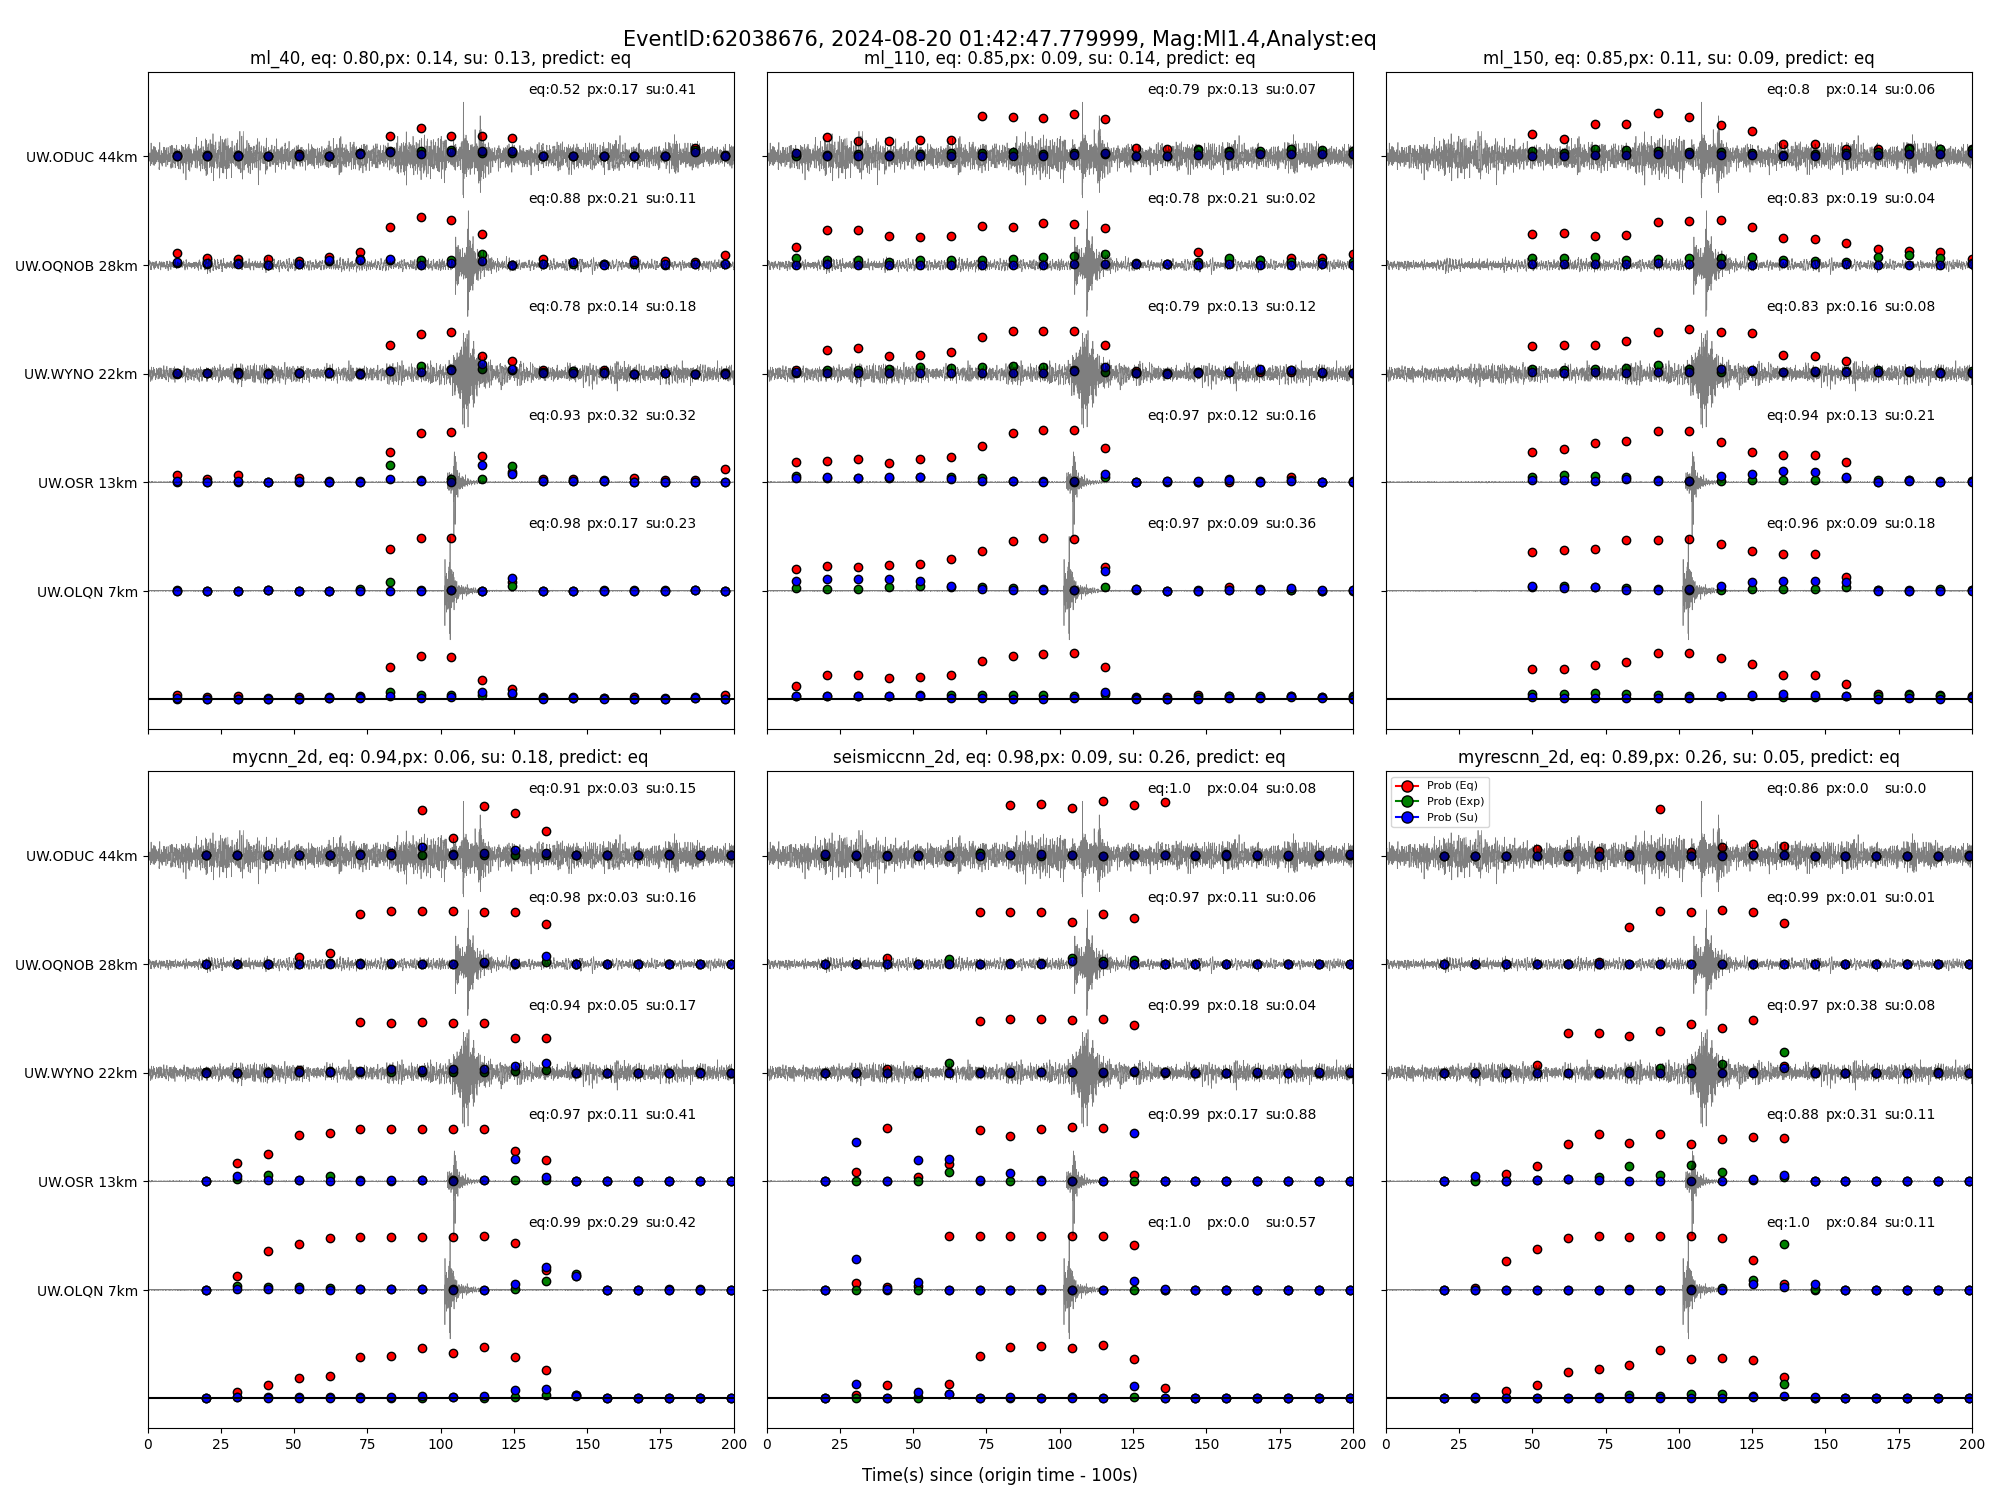 EventID:62038676, 2024-08-20 01:42:47.779999, Mag:Ml1.4,Analyst:eq
ml_40, eq: 0.80,px: 0.14, su: 0.13, predict: eq
UW.ODUC 44km
eq:0.52 px:0.17 su:0.41
UW.OQNOB 28km
eq:0.88 px:0.21 su:0.11
UW.WYNO 22km
eq:0.78 px:0.14 su:0.18
UW.OSR 13km
eq:0.93 px:0.32 su:0.32
UW.OLQN 7km
eq:0.98 px:0.17 su:0.23
ml_110, eq: 0.85,px: 0.09, su: 0.14, predict: eq
eq:0.79 px:0.13 su:0.07
eq:0.78 px:0.21 su:0.02
eq:0.79 px:0.13 su:0.12
eq:0.97 px:0.12 su:0.16
eq:0.97 px:0.09 su:0.36
ml_150, eq: 0.85,px: 0.11, su: 0.09, predict: eq
eq:0.8 px:0.14 su:0.06
eq:0.83 px:0.19 su:0.04
eq:0.83 px:0.16 su:0.08
eq:0.94 px:0.13 su:0.21
eq:0.96 px:0.09 su:0.18
mycnn_2d, eq: 0.94,px: 0.06, su: 0.18, predict: eq
UW.ODUC 44km
eq:0.91 px:0.03 su:0.15
UW.OQNOB 28km
eq:0.98 px:0.03 su:0.16
UW.WYNO 22km
eq:0.94 px:0.05 su:0.17
UW.OSR 13km
eq:0.97 px:0.11 su:0.41
UW.OLQN 7km
eq:0.99 px:0.29 su:0.42
0 25 50 75 100 125 150 175 200
seismiccnn_2d, eq: 0.98,px: 0.09, su: 0.26, predict: eq
eq:1.0 px:0.04 su:0.08
eq:0.97 px:0.11 su:0.06
eq:0.99 px:0.18 su:0.04
eq:0.99 px:0.17 su:0.88
eq:1.0 px:0.0 su:0.57
0 25 50 75 100 125 150 175 200
myrescnn_2d, eq: 0.89,px: 0.26, su: 0.05, predict: eq
Prob (Eq)
Prob (Exp)
Prob (Su)
eq:0.86 px:0.0 su:0.0
eq:0.99 px:0.01 su:0.01
eq:0.97 px:0.38 su:0.08
eq:0.88 px:0.31 su:0.11
eq:1.0 px:0.84 su:0.11
0 25 50 75 100 125 150 175 200
Time(s) since (origin time - 100s)